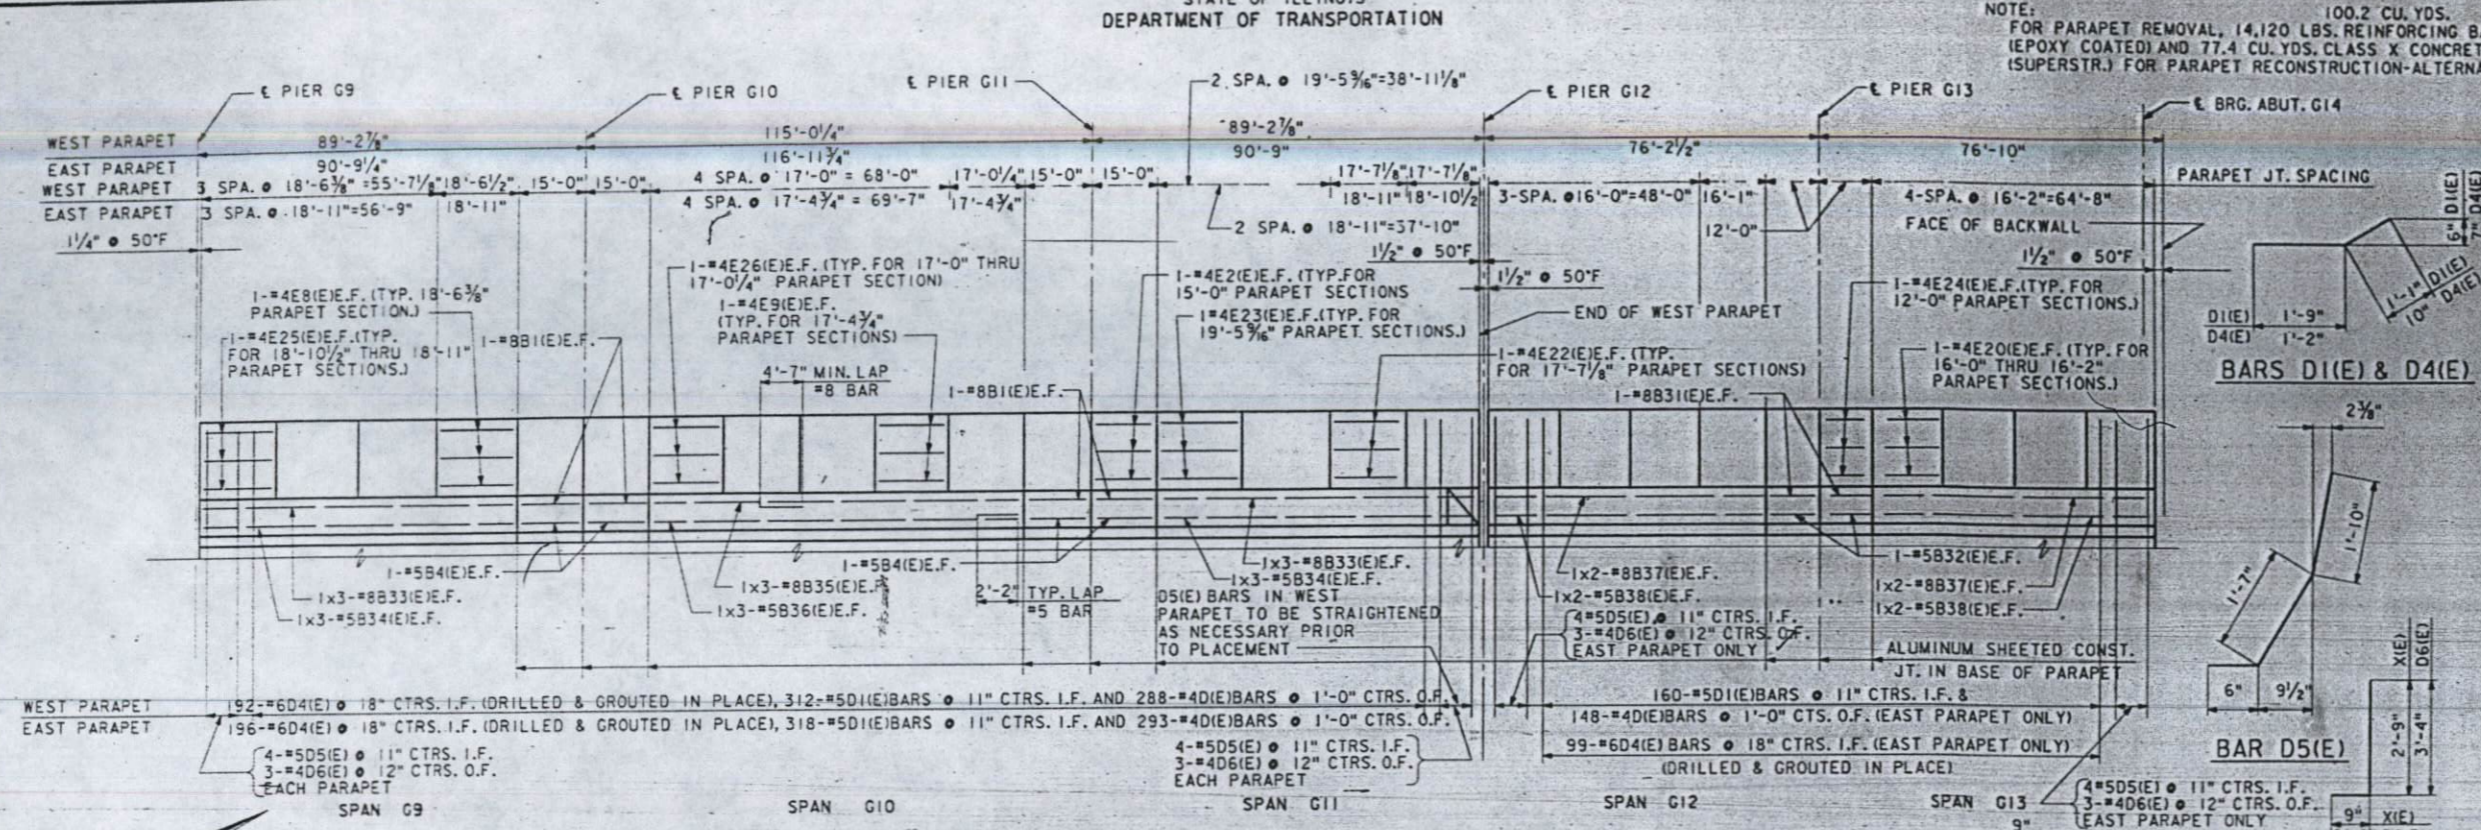 DEPARTMENT OF TRANSPORTATION
NOTE: 100.2 CU. YDS.
FOR PARAPET REMOVAL, 14,120 LBS. REINFORCING
(EPOXY COATED) AND 77.4 CU. YDS. CLASS X
(SUPERSTR.) FOR PARAPET
℄ PIER G9
℄ PIER G10
℄ PIER G11
2 SPA. @ 19'-5 5/16"=38'-11 1/8"
℄ PIER G12
℄ PIER G13
℄ BRG. ABUT. G14
WEST PARAPET 89'-2 7/8" 115'-0 1/4" 89'-2 7/8" 76'-2 1/2" 76'-10"
EAST PARAPET 90'-9 1/4" 116'-11 3/4" 90'-9"
WEST PARAPET 3 SPA. @ 18'-6 3/8" =55'-7 1/8" 18'-6 1/2" 15'-0" 15'-0" 4 SPA. @ 17'-0" = 68'-0" 17'-0 1/4" 15'-0" 15'-0" 17'-7 1/8" 17'-7 1/8" PARAPET JT. SPACING
EAST PARAPET 3 SPA. @ 18'-11"=56'-9" 18'-11" 4 SPA. @ 17'-4 3/4" = 69'-7" 17'-4 3/4" 18'-11" 18'-10 1/2" 3-SPA. @16'-0"=48'-0" 16'-1" 4-SPA. @ 16'-2"=64'-8"
2 SPA. @ 18'-11"=37'-10"
12'-0"
FACE OF BACKWALL
1 1/4" @ 50°F
1 1/2" @ 50°F
1 1/2" @ 50°F
1 1/2" @ 50°F
1-#4E8(E)E.F. (TYP. 18'-6 3/8"
PARAPET SECTION.)
1-#4E25(E)E.F.(TYP.
FOR 18'-10 1/2" THRU 18'-11"
PARAPET SECTIONS.)
1-#8B1(E)E.F.
1-#4E26(E)E.F. (TYP. FOR 17'-0" THRU
17'-0 1/4" PARAPET SECTION)
1-#4E9(E)E.F.
(TYP. FOR 17'-4 3/4"
PARAPET SECTIONS)
4'-7" MIN. LAP
#8 BAR
1-#8B1(E)E.F.
1-#4E2(E)E.F. (TYP.FOR
15'-0" PARAPET SECTIONS
1#4E23(E)E.F.(TYP. FOR
19'-5 9/16" PARAPET SECTIONS.)
END OF WEST PARAPET
1-#4E22(E)E.F. (TYP.
FOR 17'-7 1/8" PARAPET SECTIONS)
1-#8B31(E)E.F.
1-#4E24(E)E.F.(TYP. FOR
12'-0" PARAPET SECTIONS.)
1-#4E20(E)E.F. (TYP. FOR
16'-0" THRU 16'-2"
PARAPET SECTIONS.)
6" D1(E)
7" D4(E)
1'-1" D1(E)
10" D4(E)
D1(E) 1'-9"
D4(E) 1'-2"
BARS D1(E) & D4(E)
2 3/8"
1'-10"
1'-7"
6" 9 1/2"
BAR D5(E)
1-#5B4(E)E.F.
1x3-#8B33(E)E.F.
1x3-#5B34(E)E.F.
1x3-#8B35(E)E.F.
1x3-#5B36(E)E.F.
1-#5B4(E)E.F.
2'-2" TYP. LAP
#5 BAR
1x3-#8B33(E)E.F.
1x3-#5B34(E)E.F.
D5(E) BARS IN WEST
PARAPET TO BE STRAIGHTENED
AS NECESSARY PRIOR
TO PLACEMENT
1x2-#8B37(E)E.F.
1x2-#5B38(E)E.F.
4#5D5(E) @ 11" CTRS. I.F.
3-#4D6(E) @ 12" CTRS. O.F.
EAST PARAPET ONLY
1-#5B32(E)E.F.
1x2-#8B37(E)E.F.
1x2-#5B38(E)E.F.
ALUMINUM SHEETED CONST.
JT. IN BASE OF PARAPET
WEST PARAPET 192-#6D4(E) @ 18" CTRS. I.F. (DRILLED & GROUTED IN PLACE), 312-#5D1(E)BARS @ 11" CTRS. I.F. AND 288-#4D(E)BARS @ 1'-0" CTRS. O.F.
EAST PARAPET 196-#6D4(E) @ 18" CTRS. I.F. (DRILLED & GROUTED IN PLACE), 318-#5D1(E)BARS @ 11" CTRS. I.F. AND 293-#4D(E)BARS @ 1'-0" CTRS. O.F.
160-#5D1(E)BARS @ 11" CTRS. I.F. &
148-#4D(E)BARS @ 1'-0" CTS. O.F. (EAST PARAPET ONLY)
99-#6D4(E) BARS @ 18" CTRS. I.F. (EAST PARAPET ONLY)
(DRILLED & GROUTED IN PLACE)
4-#5D5(E) @ 11" CTRS. I.F.
3-#4D6(E) @ 12" CTRS. O.F.
EACH PARAPET
4-#5D5(E) @ 11" CTRS. I.F.
3-#4D6(E) @ 12" CTRS. O.F.
EACH PARAPET
4#5D5(E) @ 11" CTRS. I.F.
3-#4D6(E) @ 12" CTRS. O.F.
EAST PARAPET ONLY
SPAN G9
SPAN G10
SPAN G11
SPAN G12
SPAN G13
X(E)
D6(E)
2'-9"
3'-4"
9" X(E)
9"